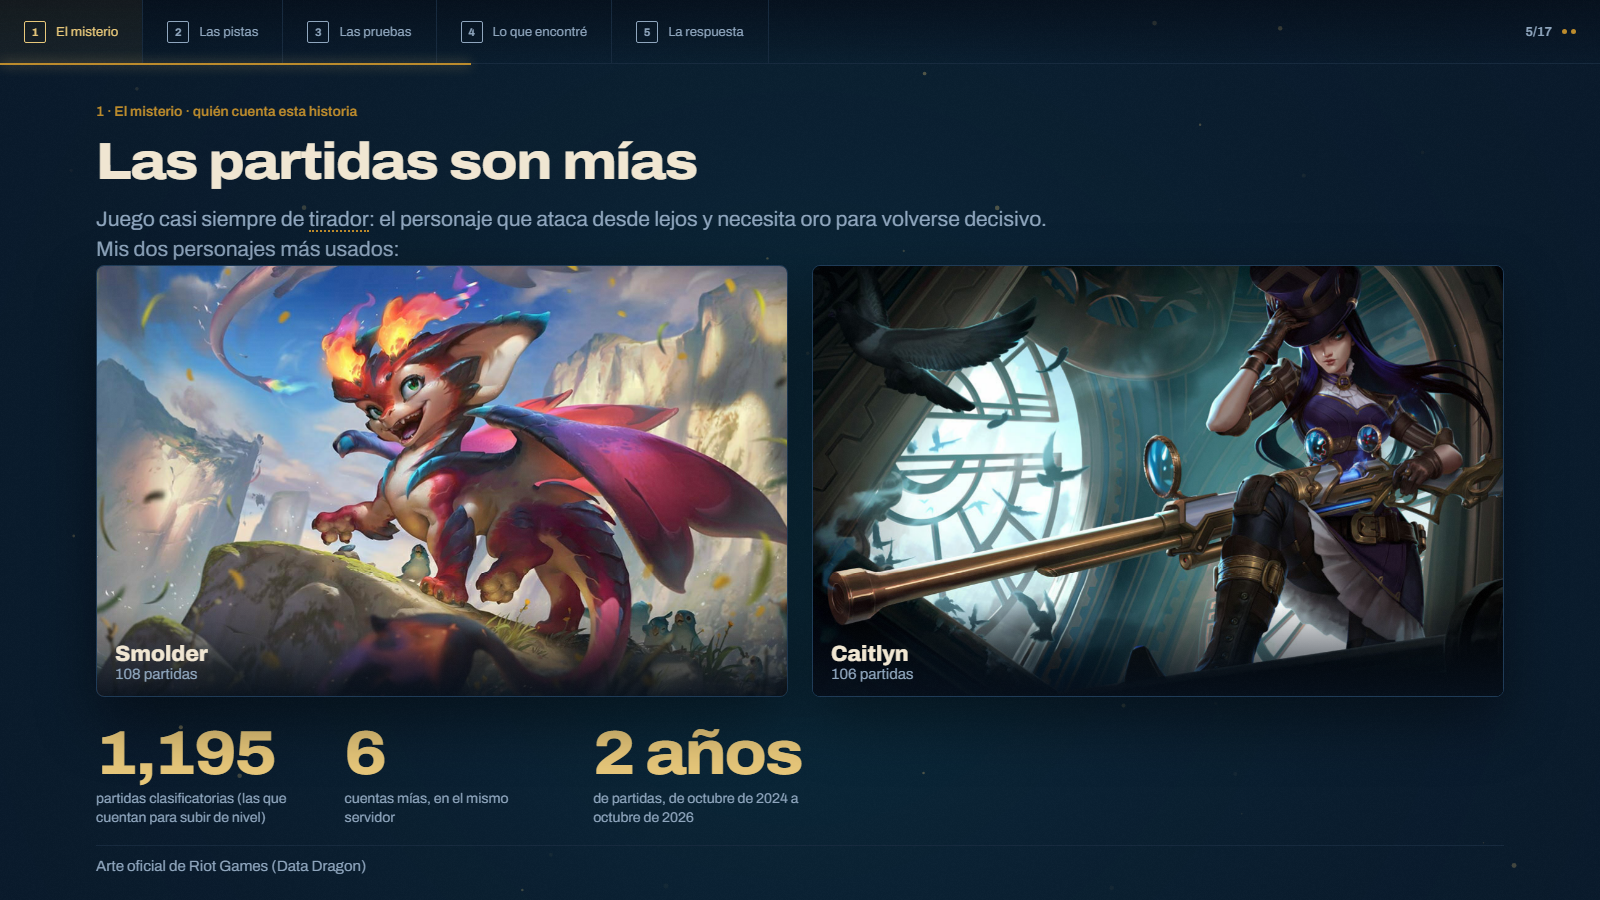 1 El misterio
2 Las pistas
3 Las pruebas
4 Lo que encontré
5 La respuesta
5/17
1 · El misterio · quién cuenta esta historia
Las partidas son mías
Juego casi siempre de tirador: el personaje que ataca desde lejos y necesita oro para volverse decisivo.
Mis dos personajes más usados:
Smolder
108 partidas
Caitlyn
106 partidas
1,195
partidas clasificatorias (las que
cuentan para subir de nivel)
6
cuentas mías, en el mismo
servidor
2 años
de partidas, de octubre de 2024 a
octubre de 2026
Arte oficial de Riot Games (Data Dragon)